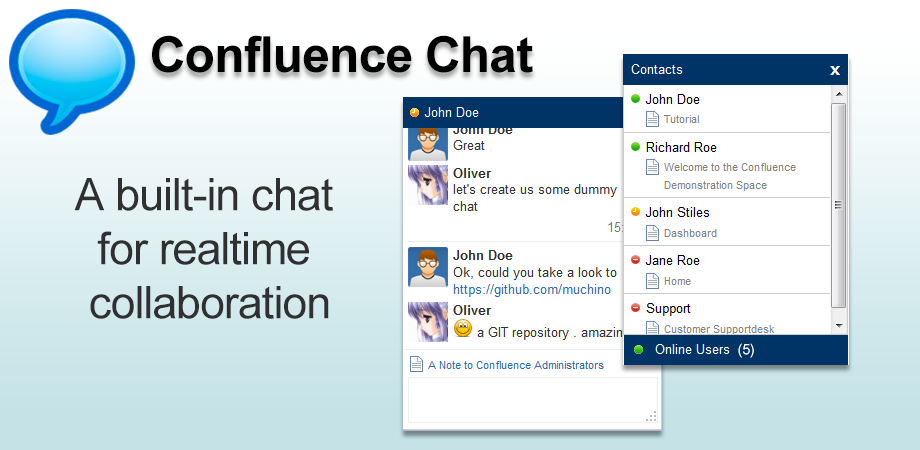 Confluence Chat
A built-in chat
for realtime
collaboration
John Doe
John Doe
Great
Oliver
let's create us some dummy
chat
John Doe
Ok, could you take a look to
https://github.com/muchino
Oliver
a GIT repository . amazin
A Note to Confluence Administrators
Contacts
x
John Doe
Tutorial
Richard Roe
Welcome to the Confluence
Demonstration Space
John Stiles
Dashboard
Jane Roe
Home
Support
Customer Supportdesk
Online Users (5)